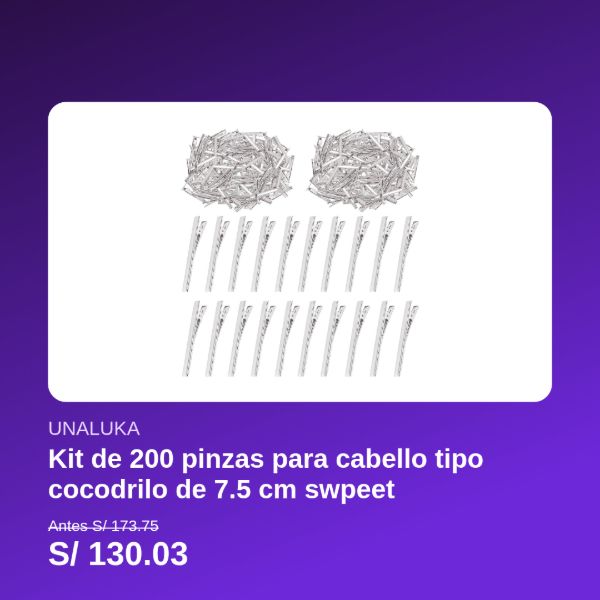 UNALUKA
Kit de 200 pinzas para cabello tipo
cocodrilo de 7.5 cm swpeet
Antes S/ 173.75
S/ 130.03